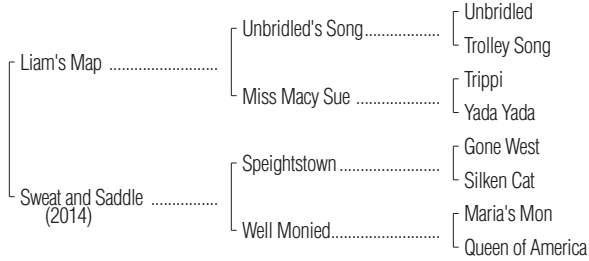 Unbridled
Unbridled's Song..................
Trolley Song
Liam's Map ..........................
Trippi
Miss Macy Sue ....................
Yada Yada
Gone West
Speightstown........................
Silken Cat
Sweat and Saddle ................
(2014)
Maria's Mon
Well Monied..........................
Queen of America